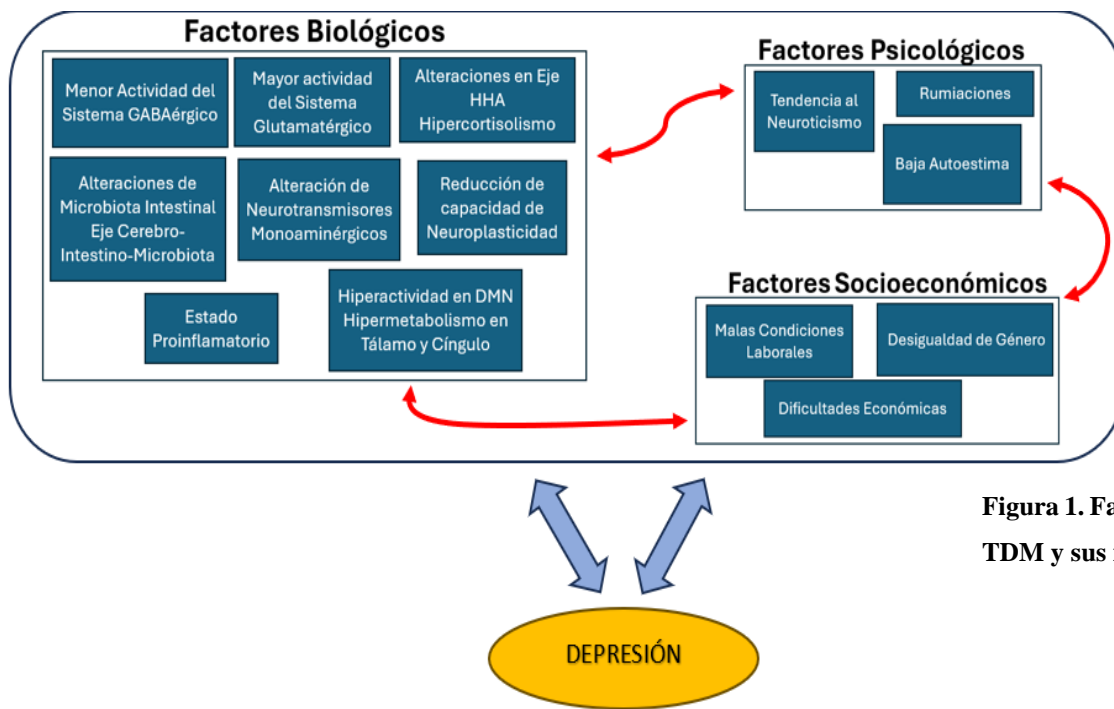 Factores Biológicos
Menor Actividad del
Sistema GABAérgico
Mayor actividad
del Sistema
Glutamatérgico
Alteraciones en Eje
HHA
Hipercortisolismo
Alteraciones de
Microbiota Intestinal
Eje Cerebro-
Intestino-Microbiota
Alteración de
Neurotransmisores
Monoaminérgicos
Reducción de
capacidad de
Neuroplasticidad
Estado
Proinflamatorio
Hiperactividad en DMN
Hipermetabolismo en
Tálamo y Cíngulo
Factores Psicológicos
Tendencia al
Neuroticismo
Rumiaciones
Baja Autoestima
Factores Socioeconómicos
Malas Condiciones
Laborales
Desigualdad de Género
Dificultades Económicas
Figura 1. Fa
TDM y sus
DEPRESIÓN